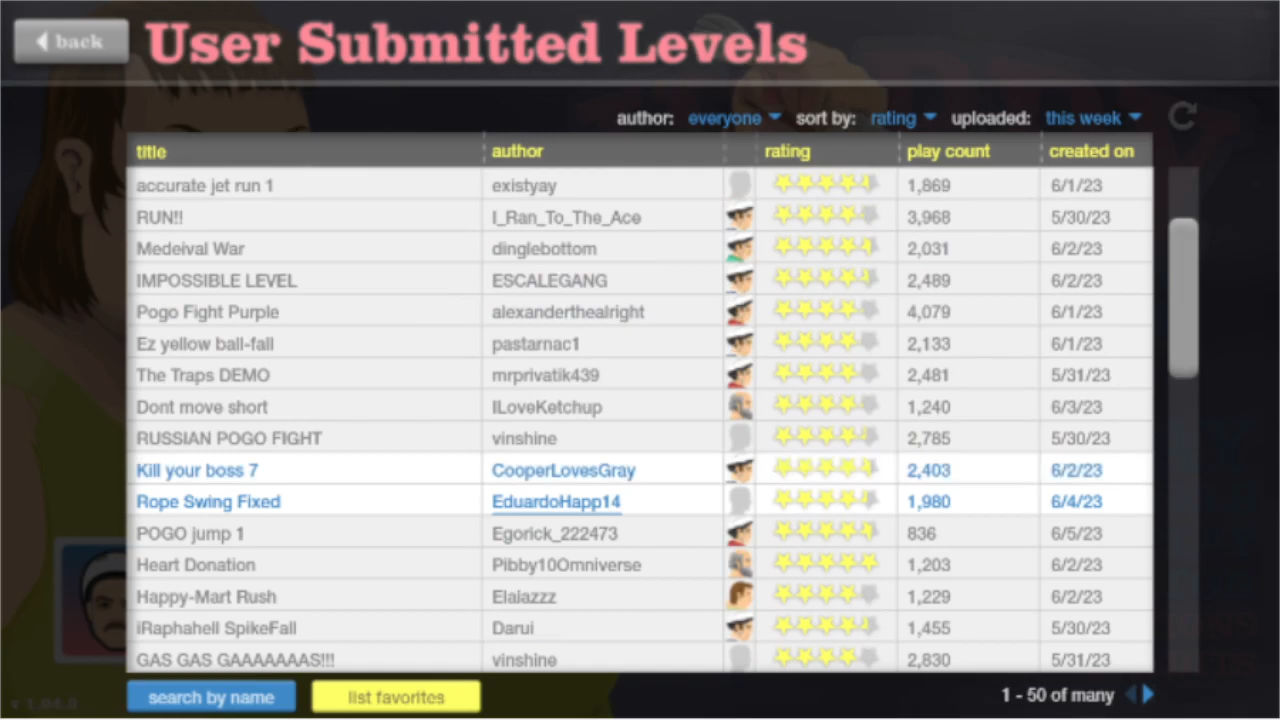 back
User Submitted Levels
author: everyone sort by: rating uploaded: this week
title author rating play count created on
accurate jet run 1 existyay 1,869 6/1/23
RUN!! I_Ran_To_The_Ace 3,968 5/30/23
Medeival War dinglebottom 2,031 6/2/23
IMPOSSIBLE LEVEL ESCALEGANG 2,489 6/2/23
Pogo Fight Purple alexanderthealright 4,079 6/1/23
Ez yellow ball-fall pastarnac1 2,133 6/1/23
The Traps DEMO mrprivatik439 2,481 5/31/23
Dont move short ILoveKetchup 1,240 6/3/23
RUSSIAN POGO FIGHT vinshine 2,785 5/30/23
Kill your boss 7 CooperLovesGray 2,403 6/2/23
Rope Swing Fixed EduardoHapp14 1,980 6/4/23
POGO jump 1 Egorick_222473 836 6/5/23
Heart Donation Pibby10Omniverse 1,203 6/2/23
Happy-Mart Rush Elaiazzz 1,229 6/2/23
iRaphahell SpikeFall Darui 1,455 5/30/23
GAS GAS GAAAAAAS!!! vinshine 2,830 5/31/23
search by name list favorites 1 - 50 of many